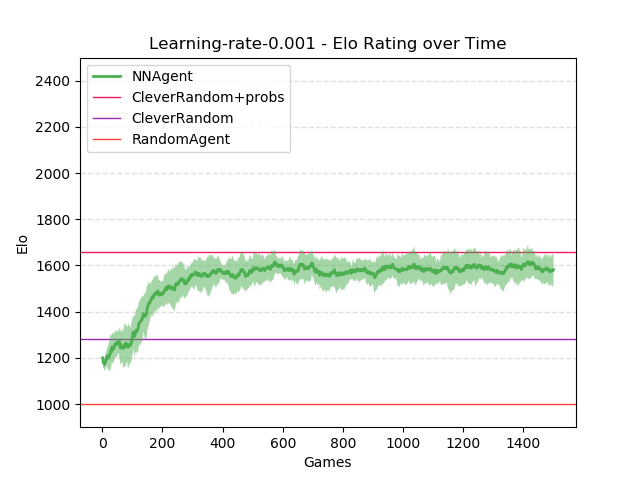 Learning-rate-0.001 - Elo Rating over Time
NNAgent
CleverRandom+probs
CleverRandom
RandomAgent
2400
2200
2000
1800
1600
1400
1200
1000
Elo
0 200 400 600 800 1000 1200 1400
Games